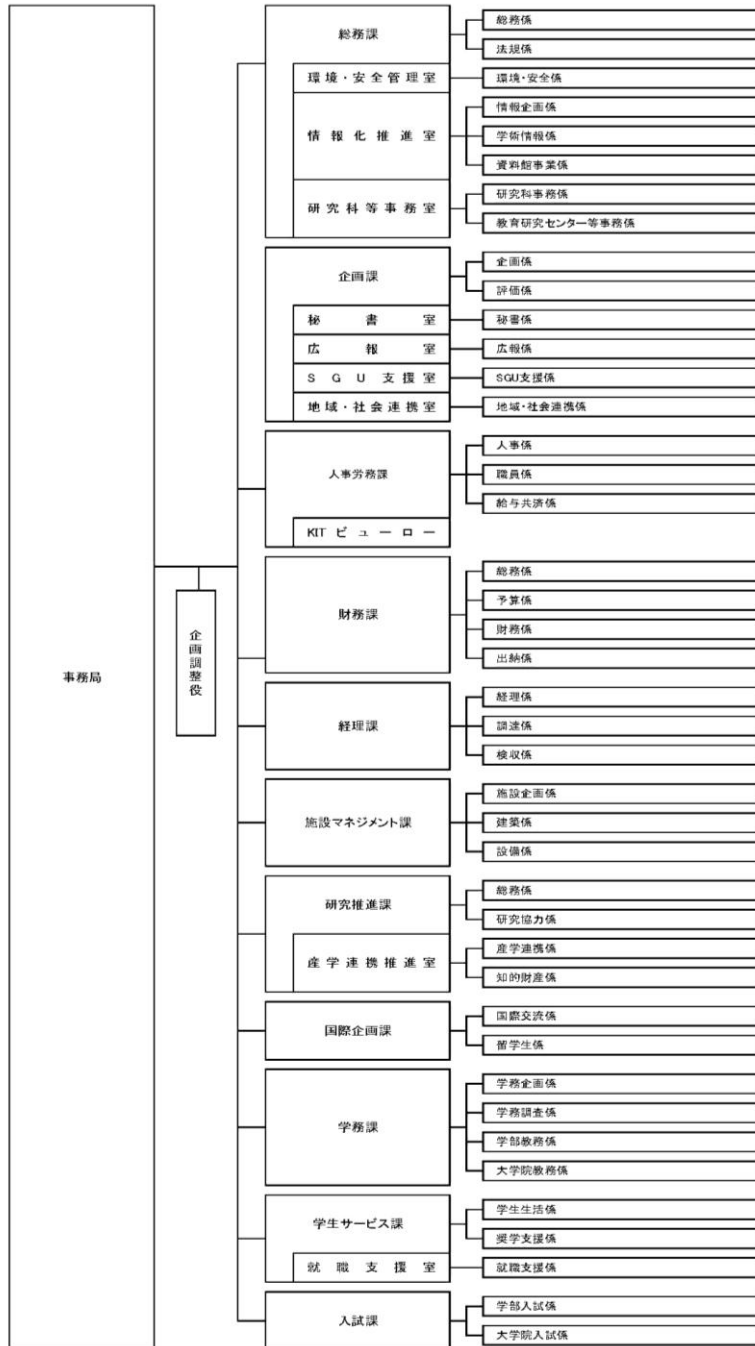 事務局
企画調整役
総務課
総務係
法規係
環境・安全管理室
環境・安全係
情報化推進室
情報企画係
学術情報係
資料館事業係
研究科等事務室
研究科事務係
教育研究センター等事務係
企画課
企画係
評価係
秘書室
秘書係
広報室
広報係
SGU支援室
SGU支援係
地域・社会連携室
地域・社会連携係
人事労務課
人事係
職員係
給与共済係
KITビューロー
財務課
総務係
予算係
財務係
出納係
経理課
経理係
調達係
検収係
施設マネジメント課
施設企画係
建築係
設備係
研究推進課
総務係
研究協力係
産学連携推進室
産学連携係
知的財産係
国際企画課
国際交流係
留学生係
学務課
学務企画係
学務調査係
学部教務係
大学院教務係
学生サービス課
学生生活係
奨学支援係
就職支援室
就職支援係
入試課
学部入試係
大学院入試係